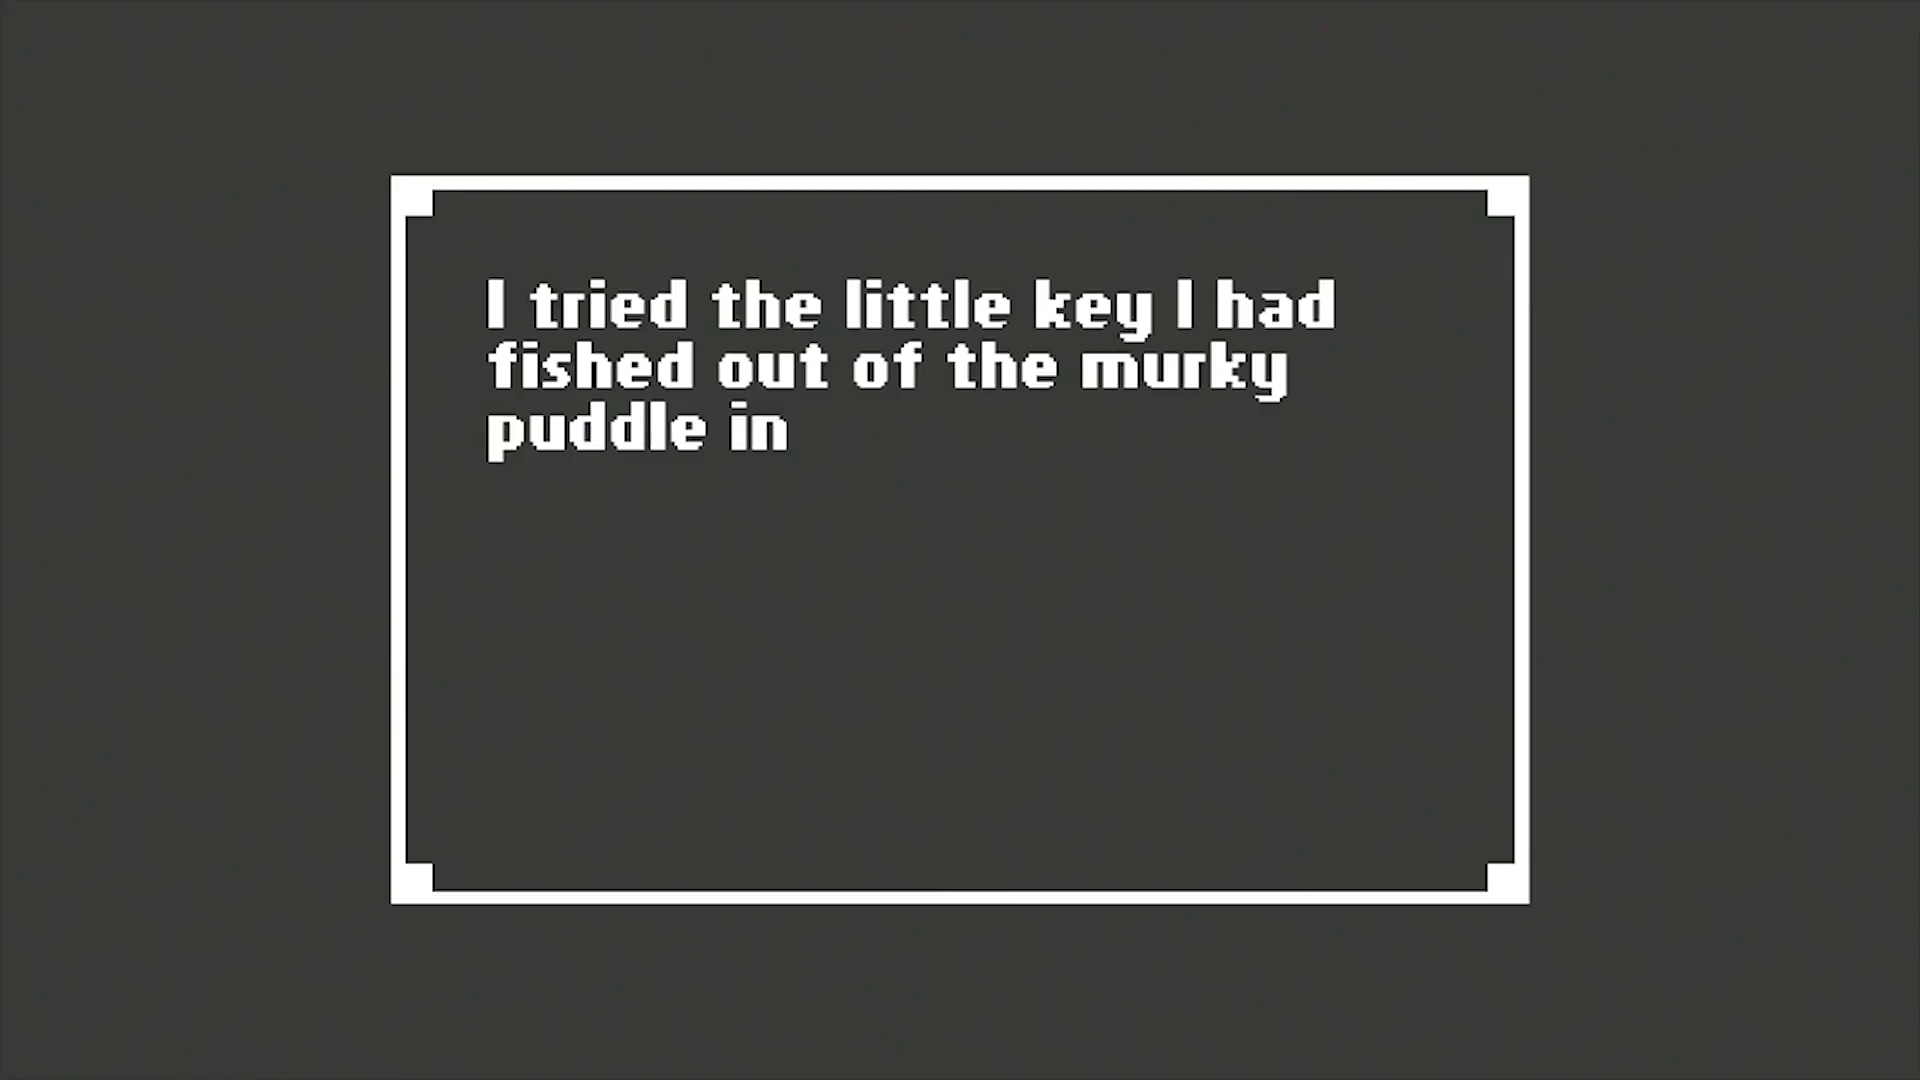 I tried the little key I had
fished out of the murky
puddle in